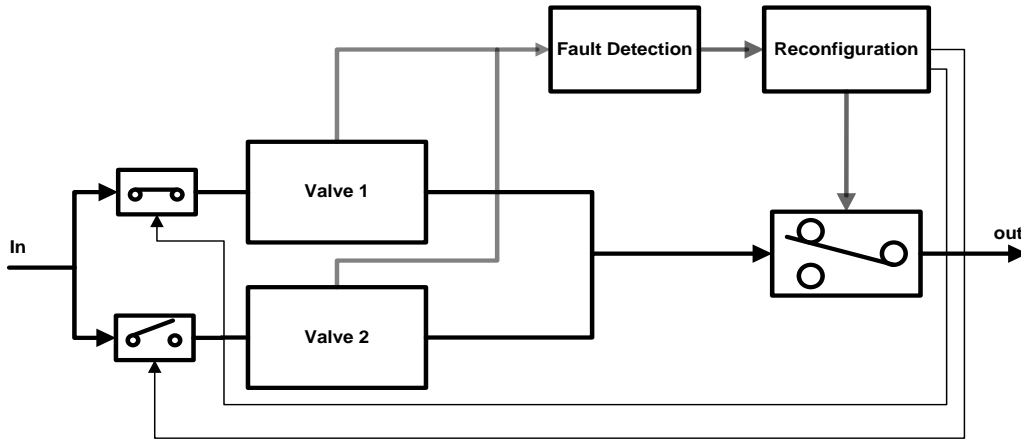 Fault Detection
Reconfiguration
Valve 1
In
out
Valve 2